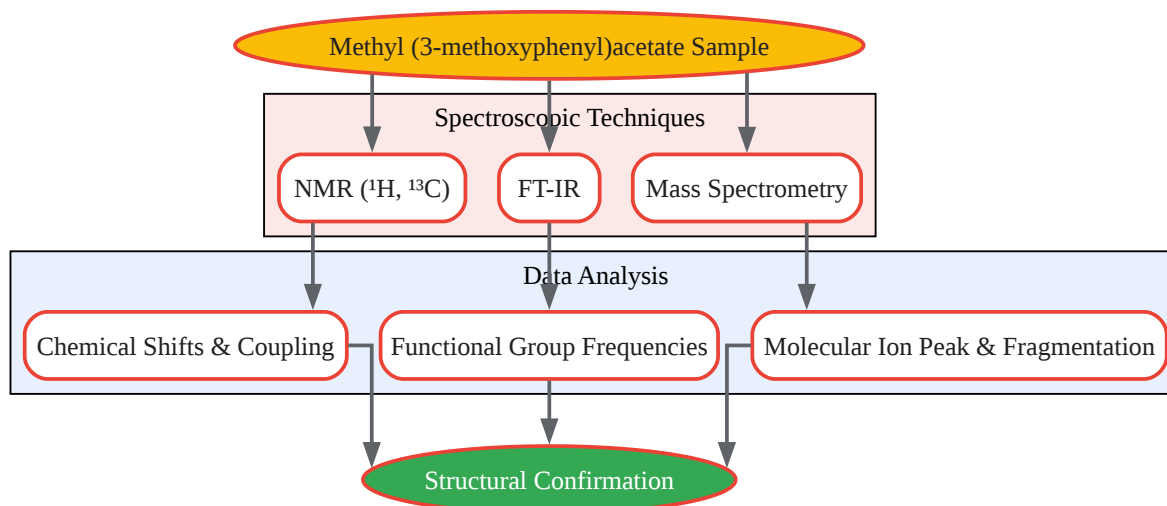 Methyl (3-methoxyphenyl)acetate Sample
Spectroscopic Techniques
NMR (¹H, ¹³C)
FT-IR
Mass Spectrometry
Data Analysis
Chemical Shifts & Coupling
Functional Group Frequencies
Molecular Ion Peak & Fragmentation
Structural Confirmation